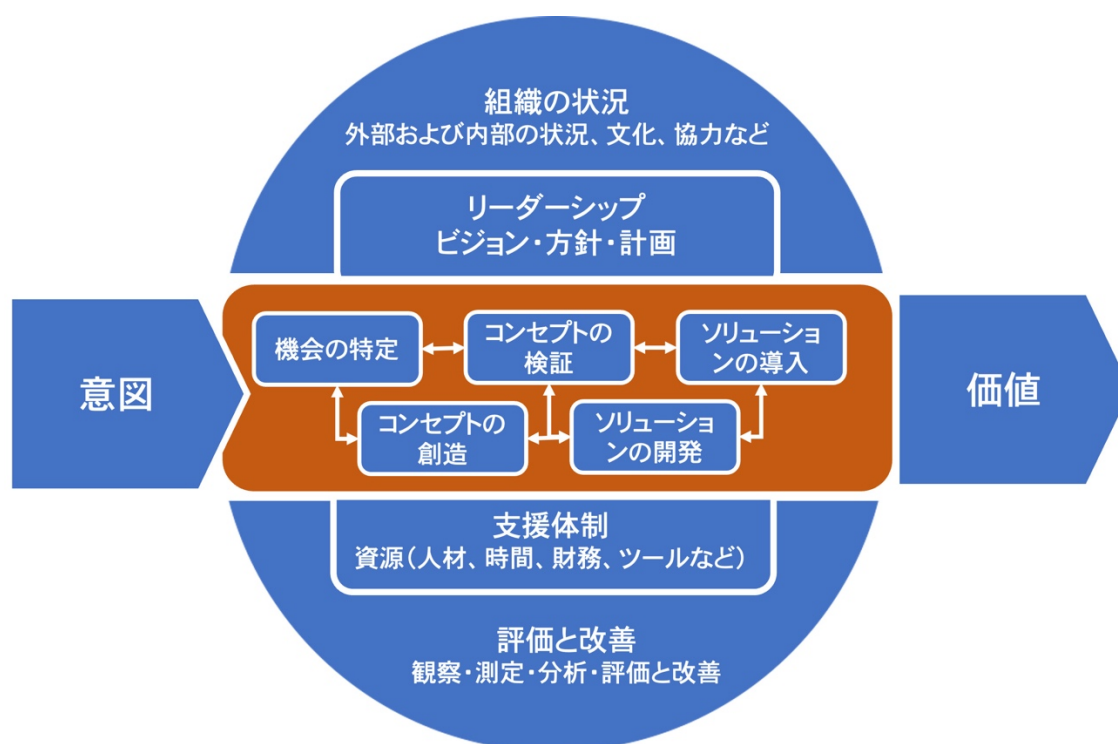 組織の状況
外部および内部の状況、文化、協力など
リーダーシップ
ビジョン・方針・計画
意図
機会の特定
コンセプトの
検証
ソリューショ
ンの導入
コンセプトの
創造
ソリューショ
ンの開発
価値
支援体制
資源(人材、時間、財務、ツールなど)
評価と改善
観察・測定・分析・評価と改善